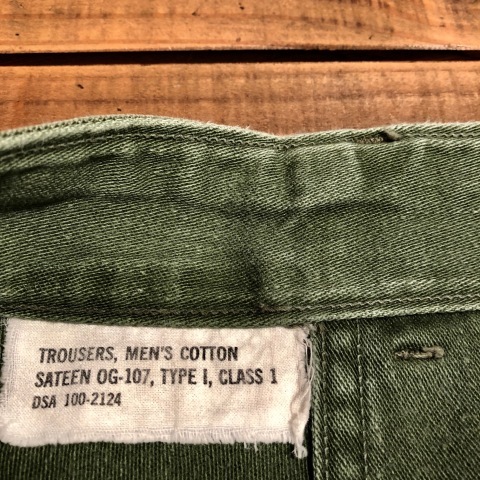 TROUSERS, MEN'S COTTON
SATEEN OG-107, TYPE I, CLASS 1
DSA 100-2124